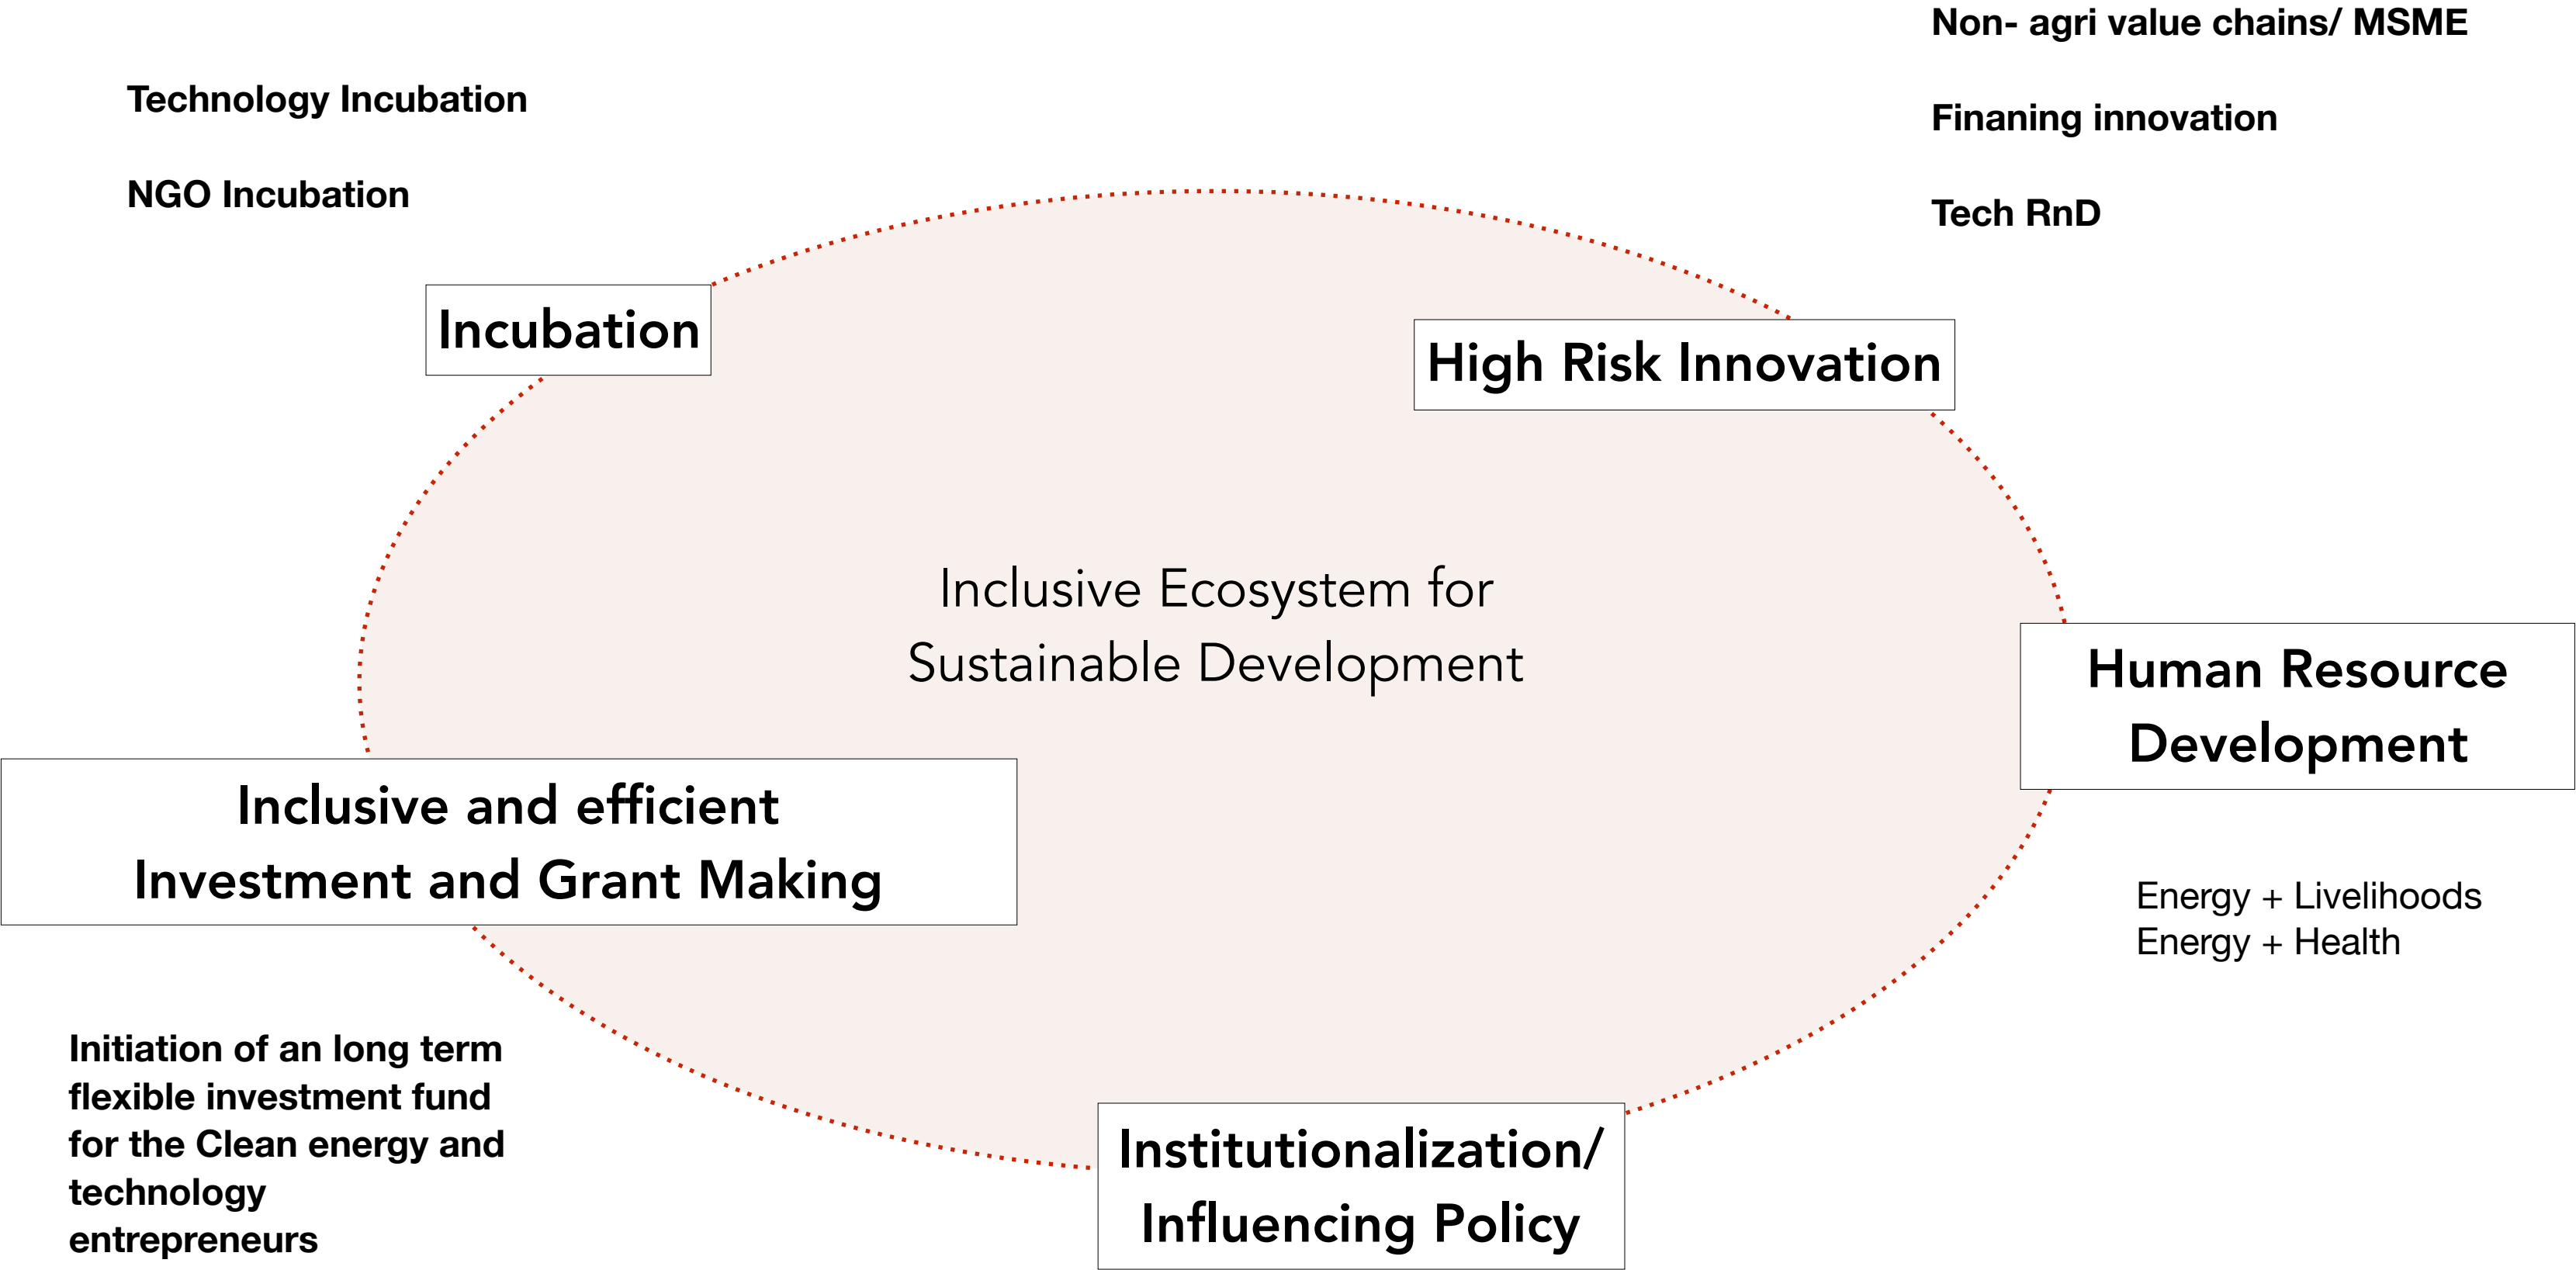 Non- agri value chains/ MSME
Finaning innovation
Tech RnD
Technology Incubation
NGO Incubation
Incubation
High Risk Innovation
Inclusive Ecosystem for
Sustainable Development
Human Resource
Development
Energy + Livelihoods
Energy + Health
Inclusive and efficient
Investment and Grant Making
Initiation of an long term
flexible investment fund
for the Clean energy and
technology
entrepreneurs
Institutionalization/
Influencing Policy